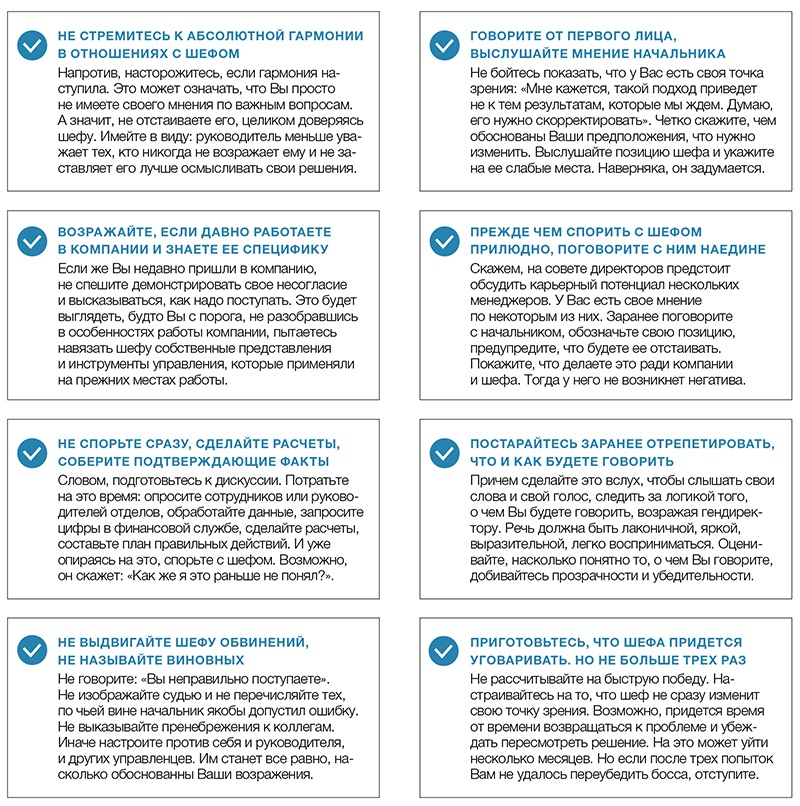 НЕ СТРЕМИТЕСЬ К АБСОЛЮТНОЙ ГАРМОНИИ
В ОТНОШЕНИЯХ С ШЕФОМ
Напротив, насторожитесь, если гармония на-
ступила. Это может означать, что Вы просто
не имеете своего мнения по важным вопросам.
А значит, не отстаиваете его, целиком доверяясь
шефу. Имейте в виду: руководитель меньше ува-
жает тех, кто никогда не возражает ему и не за-
ставляет его лучше осмысливать свои решения.
ГОВОРИТЕ ОТ ПЕРВОГО ЛИЦА,
ВЫСЛУШАЙТЕ МНЕНИЕ НАЧАЛЬНИКА
Не бойтесь показать, что у Вас есть своя точка
зрения: «Мне кажется, такой подход приведет
не к тем результатам, которые мы ждем. Думаю,
его нужно скорректировать». Четко скажите, чем
обоснованы Ваши предположения, что нужно
изменить. Выслушайте позицию шефа и укажите
на ее слабые места. Наверняка, он задумается.
ВОЗРАЖАЙТЕ, ЕСЛИ ДАВНО РАБОТАЕТЕ
В КОМПАНИИ И ЗНАЕТЕ ЕЕ СПЕЦИФИКУ
Если же Вы недавно пришли в компанию,
не спешите демонстрировать свое несогласие
и высказываться, как надо поступать. Это будет
выглядеть, будто Вы с порога, не разобравшись
в особенностях работы компании, пытаетесь
навязать шефу собственные представления
и инструменты управления, которые применяли
на прежних местах работы.
ПРЕЖДЕ ЧЕМ СПОРИТЬ С ШЕФОМ
ПРИЛЮДНО, ПОГОВОРИТЕ С НИМ НАЕДИНЕ
Скажем, на совете директоров предстоит
обсудить карьерный потенциал нескольких
менеджеров. У Вас есть свое мнение
по некоторым из них. Заранее поговорите
с начальником, обозначьте свою позицию,
предупредите, что будете ее отстаивать.
Покажите, что делаете это ради компании
и шефа. Тогда у него не возникнет негатива.
НЕ СПОРЬТЕ СРАЗУ, СДЕЛАЙТЕ РАСЧЕТЫ,
СОБЕРИТЕ ПОДТВЕРЖДАЮЩИЕ ФАКТЫ
Словом, подготовьтесь к дискуссии. Потратьте
на это время: опросите сотрудников или руково-
дителей отделов, обработайте данные, запросите
цифры в финансовой службе, сделайте расчеты,
составьте план правильных действий. И уже
опираясь на это, спорьте с шефом. Возможно,
он скажет: «Как же я это раньше не понял?».
ПОСТАРАЙТЕСЬ ЗАРАНЕЕ ОТРЕПЕТИРОВАТЬ,
ЧТО И КАК БУДЕТЕ ГОВОРИТЬ
Причем сделайте это вслух, чтобы слышать свои
слова и свой голос, следить за логикой того,
о чем Вы будете говорить, возражая гендирек-
тору. Речь должна быть лаконичной, яркой,
выразительной, легко восприниматься. Оцени-
вайте, насколько понятно то, о чем Вы говорите,
добивайтесь прозрачности и убедительности.
НЕ ВЫДВИГАЙТЕ ШЕФУ ОБВИНЕНИЙ,
НЕ НАЗЫВАЙТЕ ВИНОВНЫХ
Не говорите: «Вы неправильно поступаете».
Не изображайте судью и не перечисляйте тех,
по чьей вине начальник якобы допустил ошибку.
Не выказывайте пренебрежения к коллегам.
Иначе настроите против себя и руководителя,
и других управленцев. Им станет все равно, на-
сколько обоснованны Ваши возражения.
ПРИГОТОВЬТЕСЬ, ЧТО ШЕФА ПРИДЕТСЯ
УГОВАРИВАТЬ. НО НЕ БОЛЬШЕ ТРЕХ РАЗ
Не рассчитывайте на быструю победу. На-
страивайтесь на то, что шеф не сразу изменит
свою точку зрения. Возможно, придется время
от времени возвращаться к проблеме и убеж-
дать пересмотреть решение. На это может уйти
несколько месяцев. Но если после трех попыток
Вам не удалось переубедить босса, отступите.